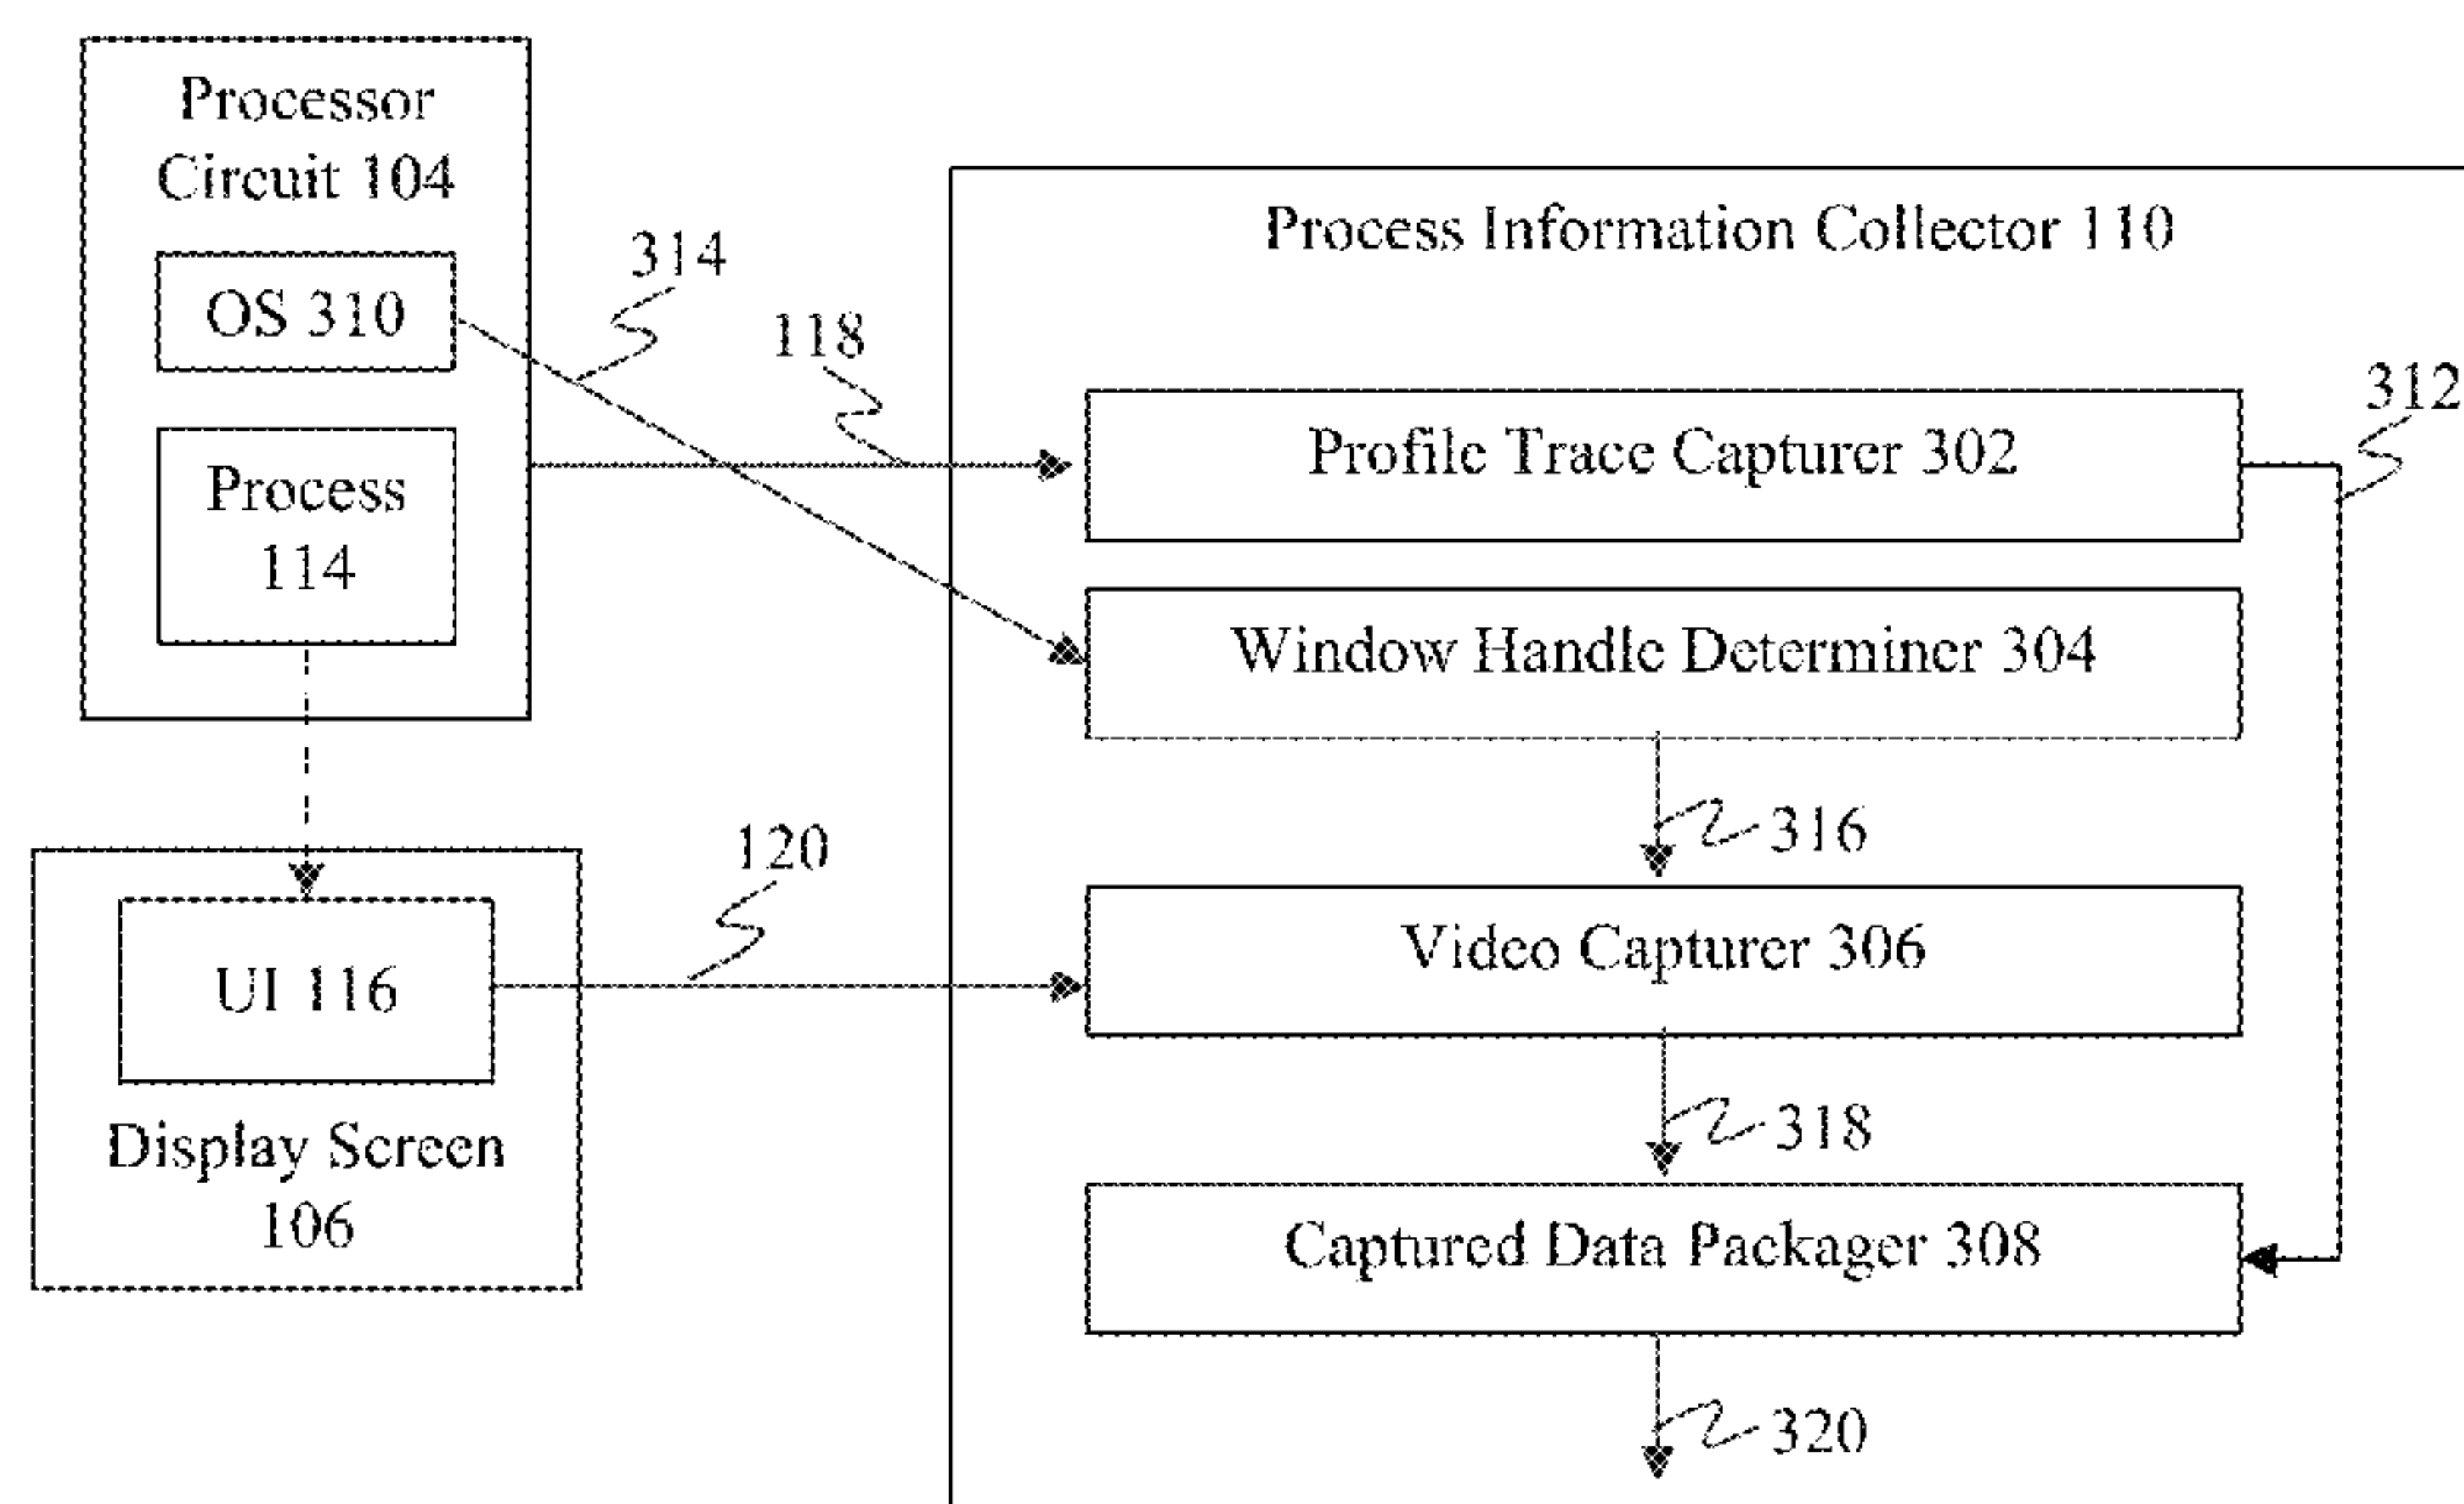 Processor
Circuit 104
OS 310
Process
114
314
118
Process Information Collector 110
Profile Trace Capturer 302
312
Window Handle Determiner 304
316
120
Video Capturer 306
UI 116
Display Screen
106
318
Captured Data Packager 308
320